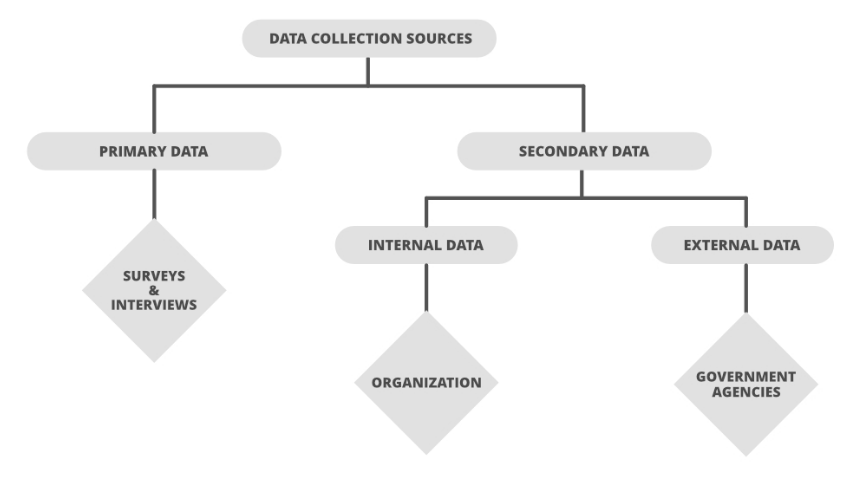 DATA COLLECTION SOURCES
PRIMARY DATA
SECONDARY DATA
INTERNAL DATA
EXTERNAL DATA
SURVEYS
&
INTERVIEWS
ORGANIZATION
GOVERNMENT
AGENCIES